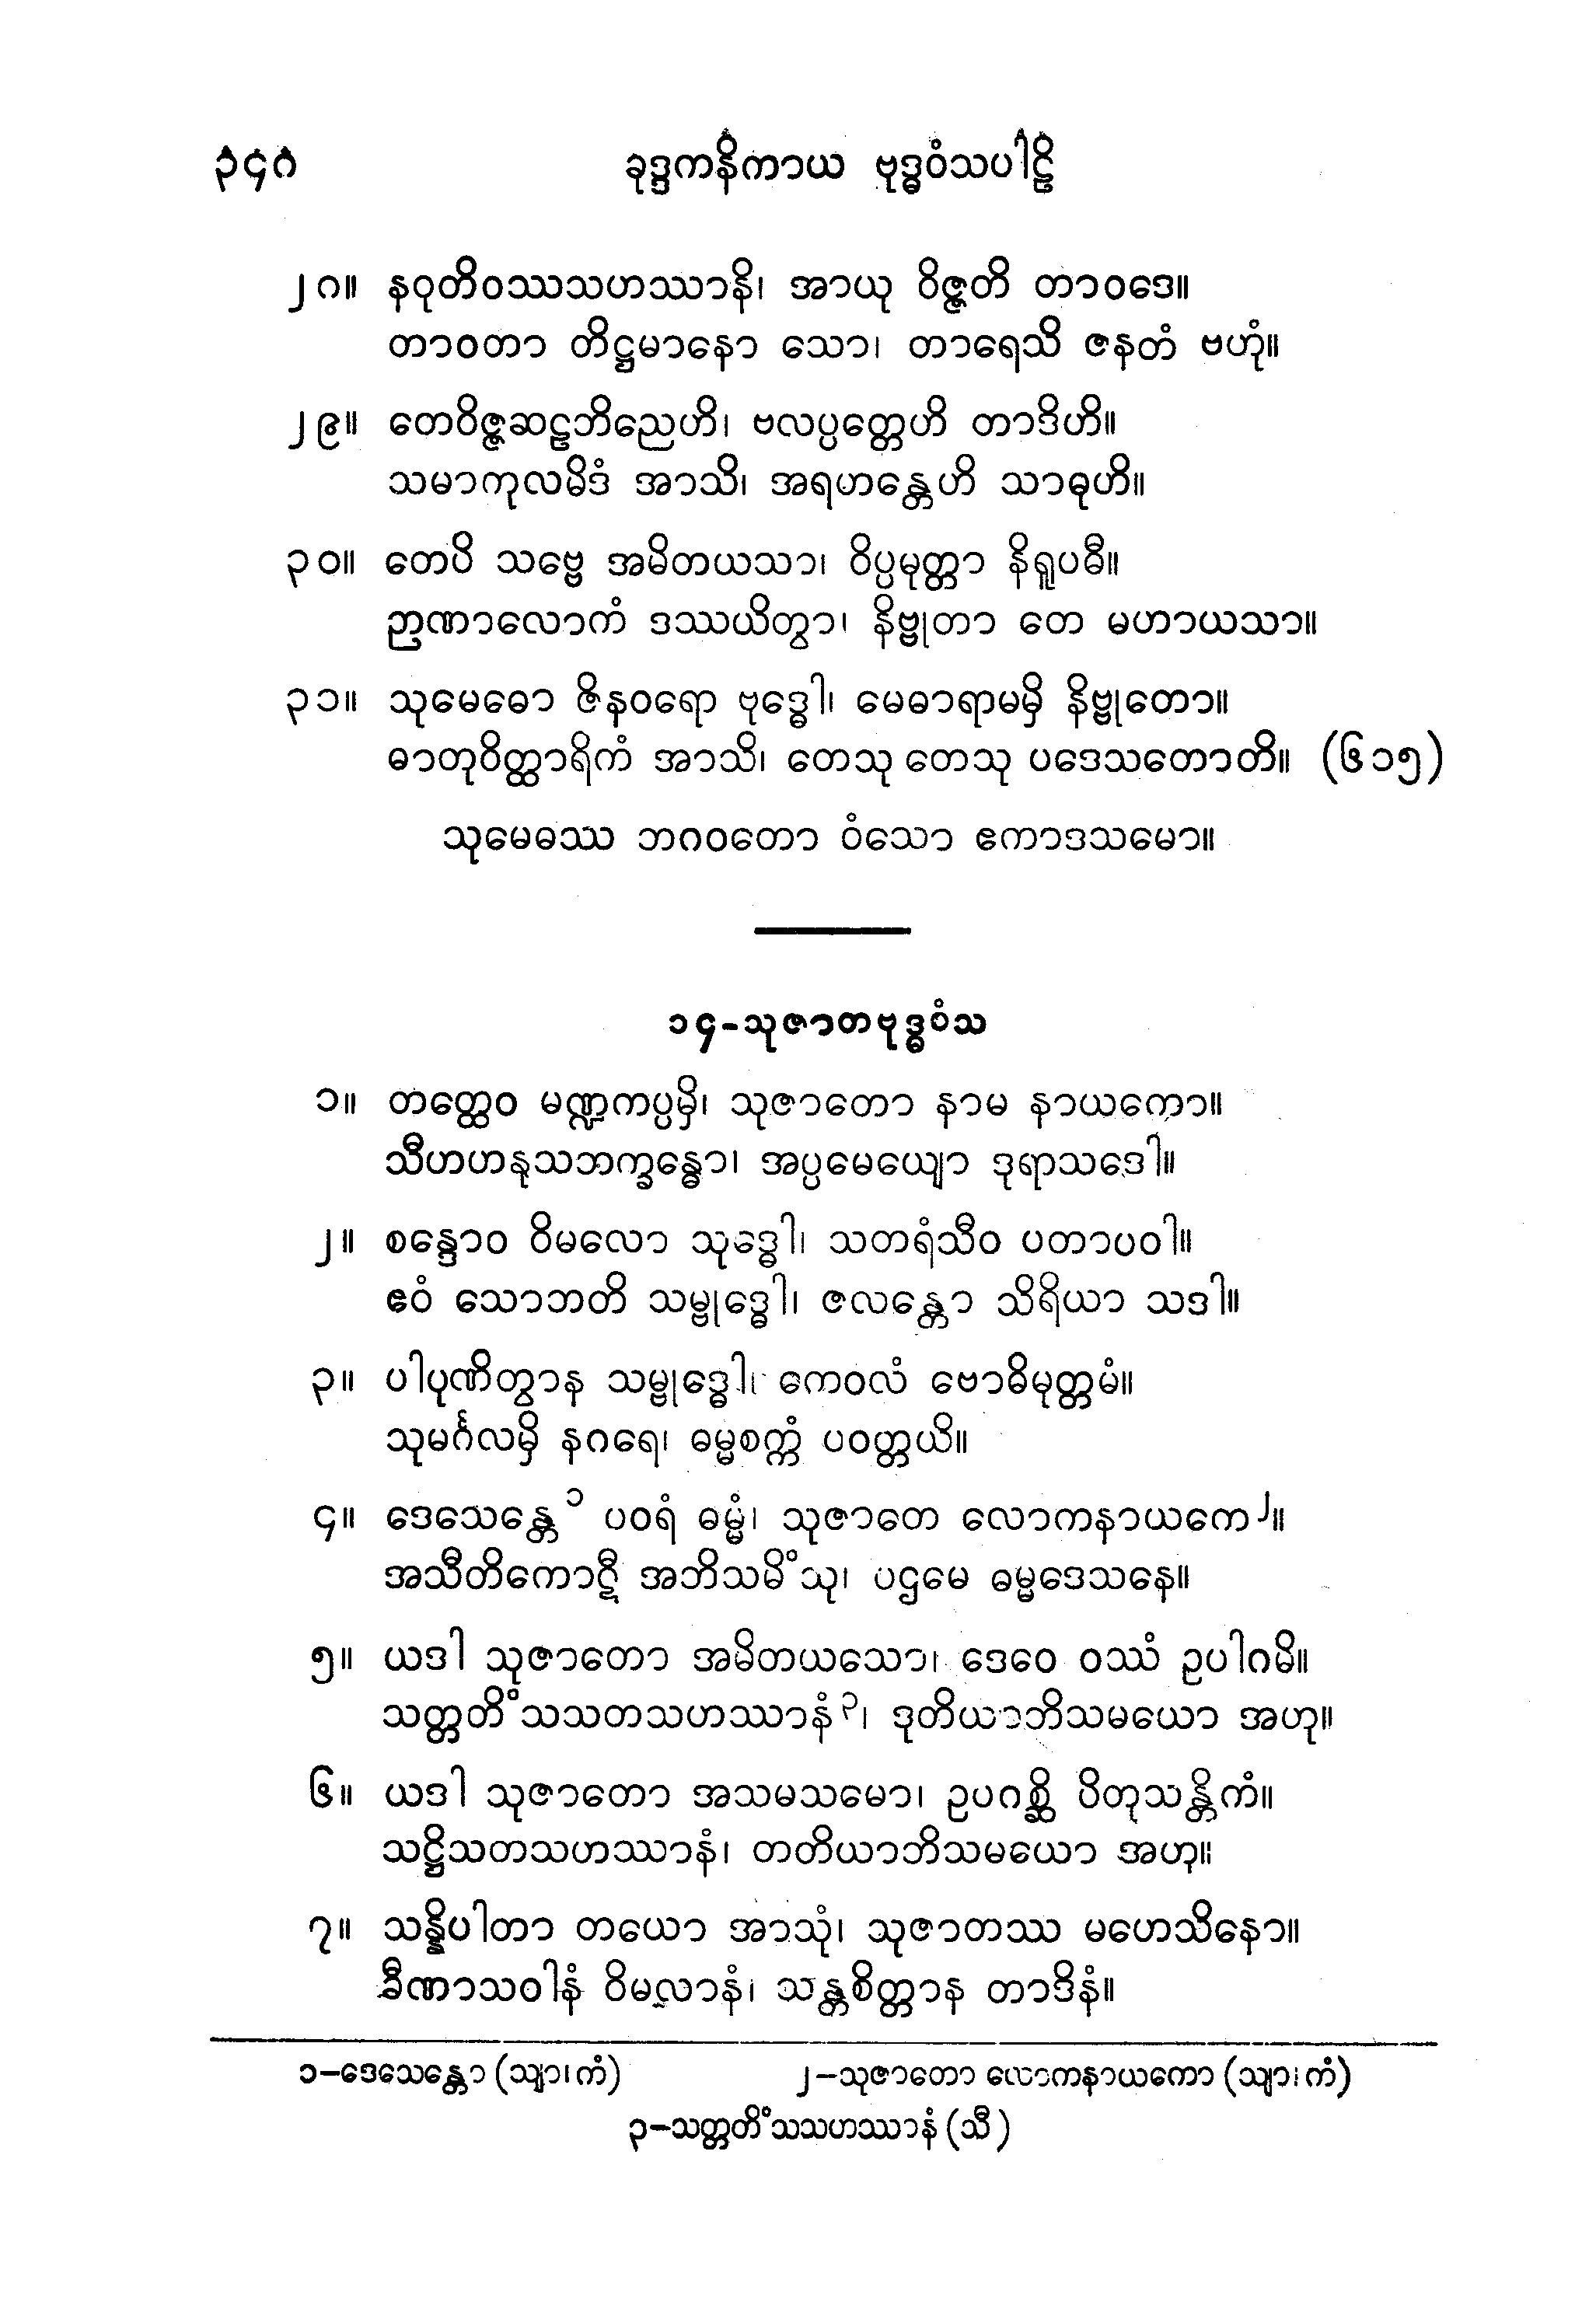 ၃၄၈ ခုဒ္ဒကနိကာယ ဗုဒ္ဓဝံသပါဠိ
၂၈။ နဝုတိဝဿသဟဿာနိ၊ အာယု ဝိဇ္ဇတိ တာဝဒေ။
တာဝတာ တိဋ္ဌမာနော သော၊ တာရေသိ ဇနတံ ဗဟုံ။
၂၉။ တေဝိဇ္ဇဆဠဘိညေဟိ၊ ဗလပ္ပတ္တေဟိ တာဒိဟိ။
သမာကုလမိဒံ အာသိ၊ အရဟန္တေဟိ သာဓုဟိ။
၃၀။ တေပိ သဗ္ဗေ အမိတယသာ၊ ဝိပ္ပမုတ္တာ နိရူပဓီ။
ဉာဏာလောကံ ဒဿယိတွာ၊ နိဗ္ဗုတာ တေ မဟာယသာ။
၃၁။ သုမေဓော ဇိနဝရော ဗုဒ္ဓေါ၊ မေဓာရာမမှိ နိဗ္ဗုတော။
ဓာတုဝိတ္ထာရိကံ အာသိ၊ တေသု တေသု ပဒေသတောတိ။ (၆၁၅)
သုမေဓဿ ဘဂဝတော ဝံသော ဧကာဒသမော။
၁၄-သုဇာတဗုဒ္ဓဝံသ
၁။ တတ္ထေဝ မဏ္ဍကပ္ပမှိ၊ သုဇာတော နာမ နာယကော။
သီဟဟနုသဘက္ခန္ဓော၊ အပ္ပမေယျော ဒုရာသဒေါ။
၂။ စန္ဒောဝ ဝိမလော သုဒ္ဓေါ၊ သတရံသီဝ ပတာပဝါ။
ဧဝံ သောဘတိ သမ္ဗုဒ္ဓေါ၊ ဇလန္တော သိရိယာ သဒါ။
၃။ ပါပုဏိတွာန သမ္ဗုဒ္ဓေါ၊ ကေဝလံ ဗောဓိမုတ္တမံ။
သုမင်္ဂလမှိ နဂရေ၊ ဓမ္မစက္ကံ ပဝတ္တယိ။
၄။ ဒေသေန္တေ၁ ပဝရံ ဓမ္မံ၊ သုဇာတေ လောကနာယကေ၂။
အသီတိကောဋီ အဘိသမိံသု၊ ပဌမေ ဓမ္မဒေသနေ။
၅။ ယဒါ သုဇာတော အမိတယသော၊ ဒေဝေ ဝဿံ ဥပါဂမိ။
သတ္တတိံသသတသဟဿာနံ၃၊ ဒုတိယာဘိသမယော အဟု။
၆။ ယဒါ သုဇာတော အသမသမော၊ ဥပဂစ္ဆိ ပိတုသန္တိကံ။
သဋ္ဌိသတသဟဿာနံ၊ တတိယာဘိသမယော အဟု။
၇။ သန္နိပါတာ တယော အာသုံ၊ သုဇာတဿ မဟေသိနော။
ခီဏာသဝါနံ ဝိမလာနံ၊ သန္တစိတ္တာန တာဒိနံ။
၁–ဒေသေန္တော (သျာ၊ ကံ) ၂–သုဇာတော လောကနာယကော (သျာ၊ ကံ)
၃–သတ္တတိံသသဟဿာနံ (သီ)